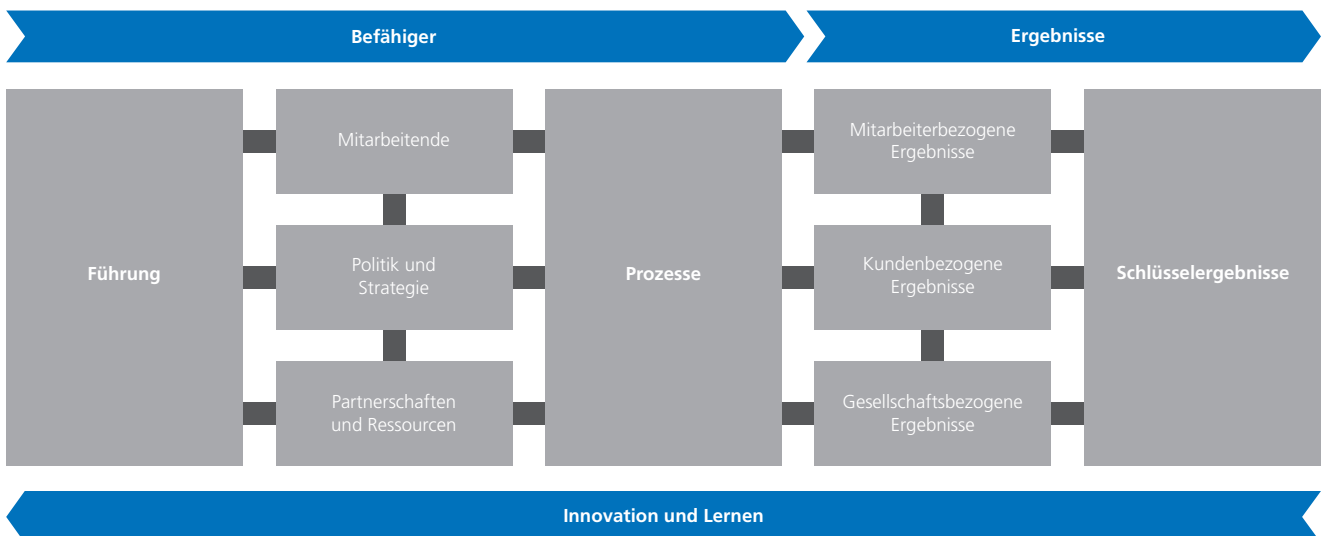 Befähiger
Ergebnisse
Führung
Mitarbeitende
Politik und
Strategie
Partnerschaften
und Ressourcen
Prozesse
Mitarbeiterbezogene
Ergebnisse
Kundenbezogene
Ergebnisse
Gesellschaftsbezogene
Ergebnisse
Schlüsselergebnisse
Innovation und Lernen